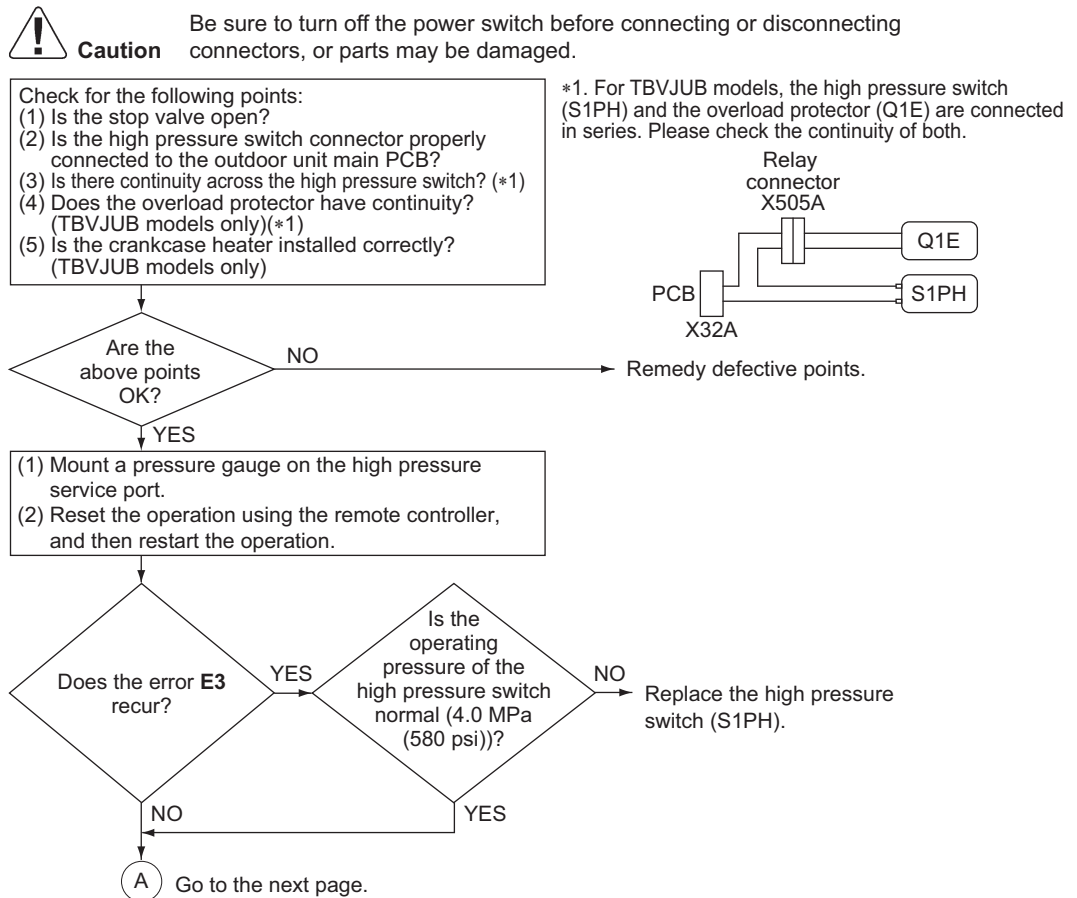 Be sure to turn off the power switch before connecting or disconnecting
Caution connectors, or parts may be damaged.
Check for the following points:
(1) Is the stop valve open?
(2) Is the high pressure switch connector properly
connected to the outdoor unit main PCB?
(3) Is there continuity across the high pressure switch? (∗1)
(4) Does the overload protector have continuity?
(TBVJUB models only)(∗1)
(5) Is the crankcase heater installed correctly?
(TBVJUB models only)
∗1. For TBVJUB models, the high pressure switch
(S1PH) and the overload protector (Q1E) are connected
in series. Please check the continuity of both.
Relay
connector
X505A
Q1E
PCB
S1PH
X32A
Are the
above points
OK?
NO
Remedy defective points.
YES
(1) Mount a pressure gauge on the high pressure
service port.
(2) Reset the operation using the remote controller,
and then restart the operation.
Does the error E3
recur?
YES
Is the
operating
pressure of the
high pressure switch
normal (4.0 MPa
(580 psi))?
NO
Replace the high pressure
switch (S1PH).
NO
YES
A
Go to the next page.